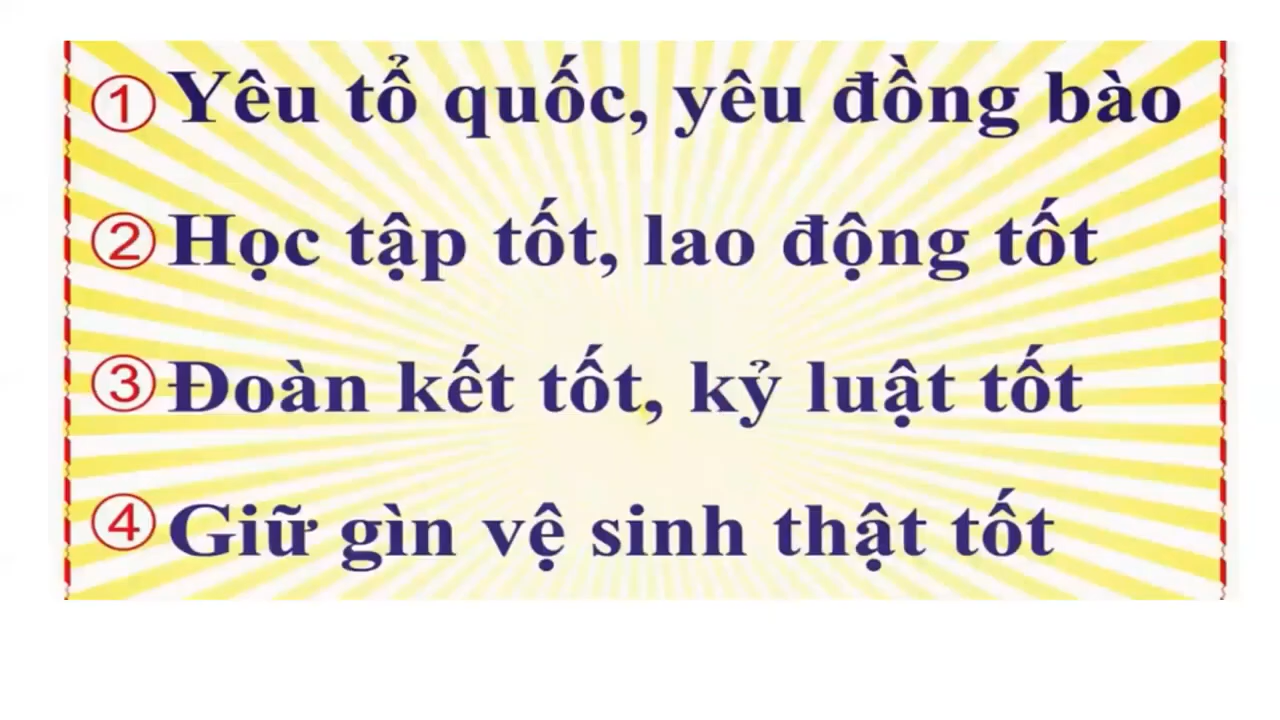 ① Yêu tổ quốc, yêu đồng bào
② Học tập tốt, lao động tốt
③ Đoàn kết tốt, kỷ luật tốt
④ Giữ gìn vệ sinh thật tốt